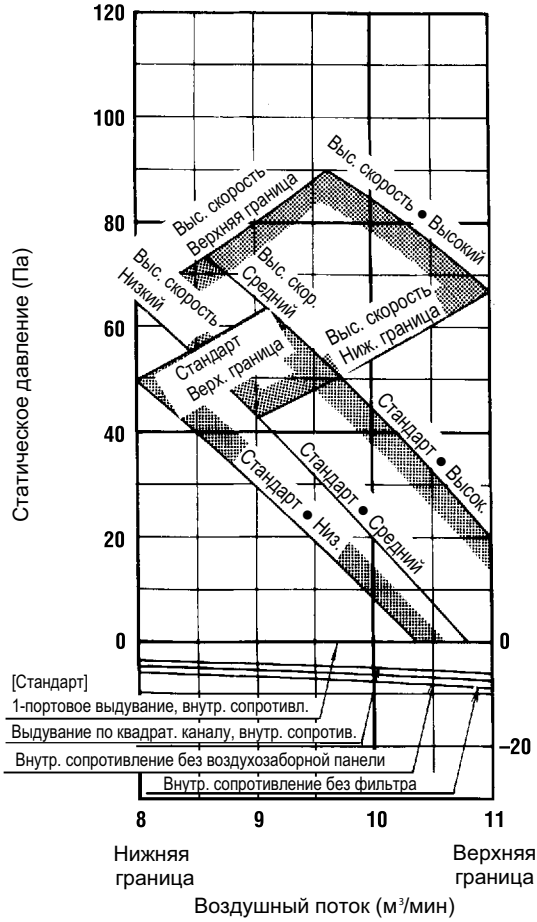 120
100
80
60
40
20
0
0
–20
Статическое давление (Па)
Выс. скорость
Верхняя граница
Выс. скорость ● Высокий
Выс. скорость
Низкий
Выс. скор.
Средний
Выс. скорость
Ниж. граница
Стандарт
Верх. граница
Стандарт ● Высок.
Стандарт ● Средний
Стандарт ● Низ.
[Стандарт]
1-портовое выдувание, внутр. сопротивл.
Выдувание по квадрат. каналу, внутр. сопротив.
Внутр. сопротивление без воздухозаборной панели
Внутр. сопротивление без фильтра
8
9
10
11
Нижняя
граница
Верхняя
граница
Воздушный поток (м³/мин)